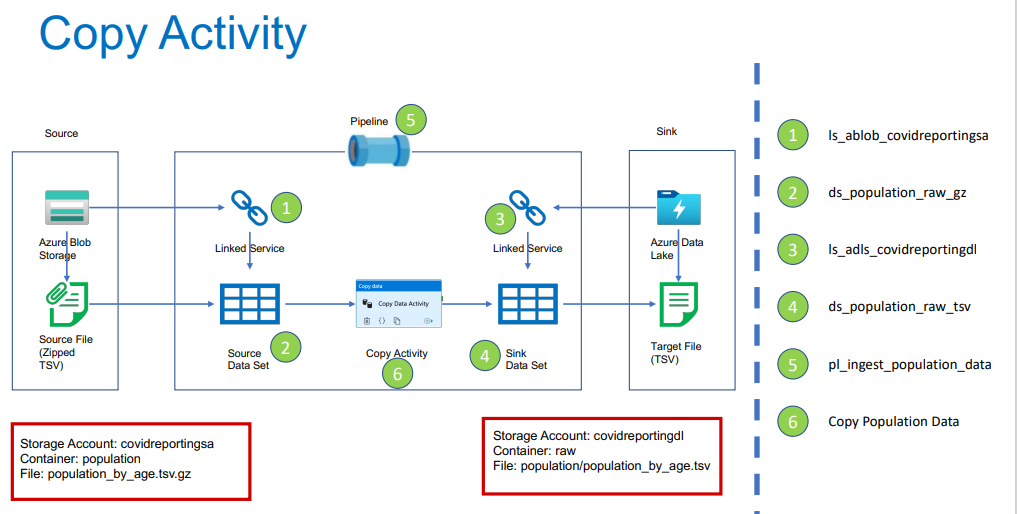 Copy Activity
Source
Pipeline
5
Sink
1
3
Linked Service
Linked Service
Azure Blob
Storage
Azure Data
Lake
Copy data
Copy Data Activity
Source File
(Zipped
TSV)
Source
Data Set
2
Copy Activity
6
4
Sink
Data Set
Target File
(TSV)
Storage Account: covidreportingsa
Container: population
File: population_by_age.tsv.gz
Storage Account: covidreportingdl
Container: raw
File: population/population_by_age.tsv
1 ls_ablob_covidreportingsa
2 ds_population_raw_gz
3 ls_adls_covidreportingdl
4 ds_population_raw_tsv
5 pl_ingest_population_data
6 Copy Population Data